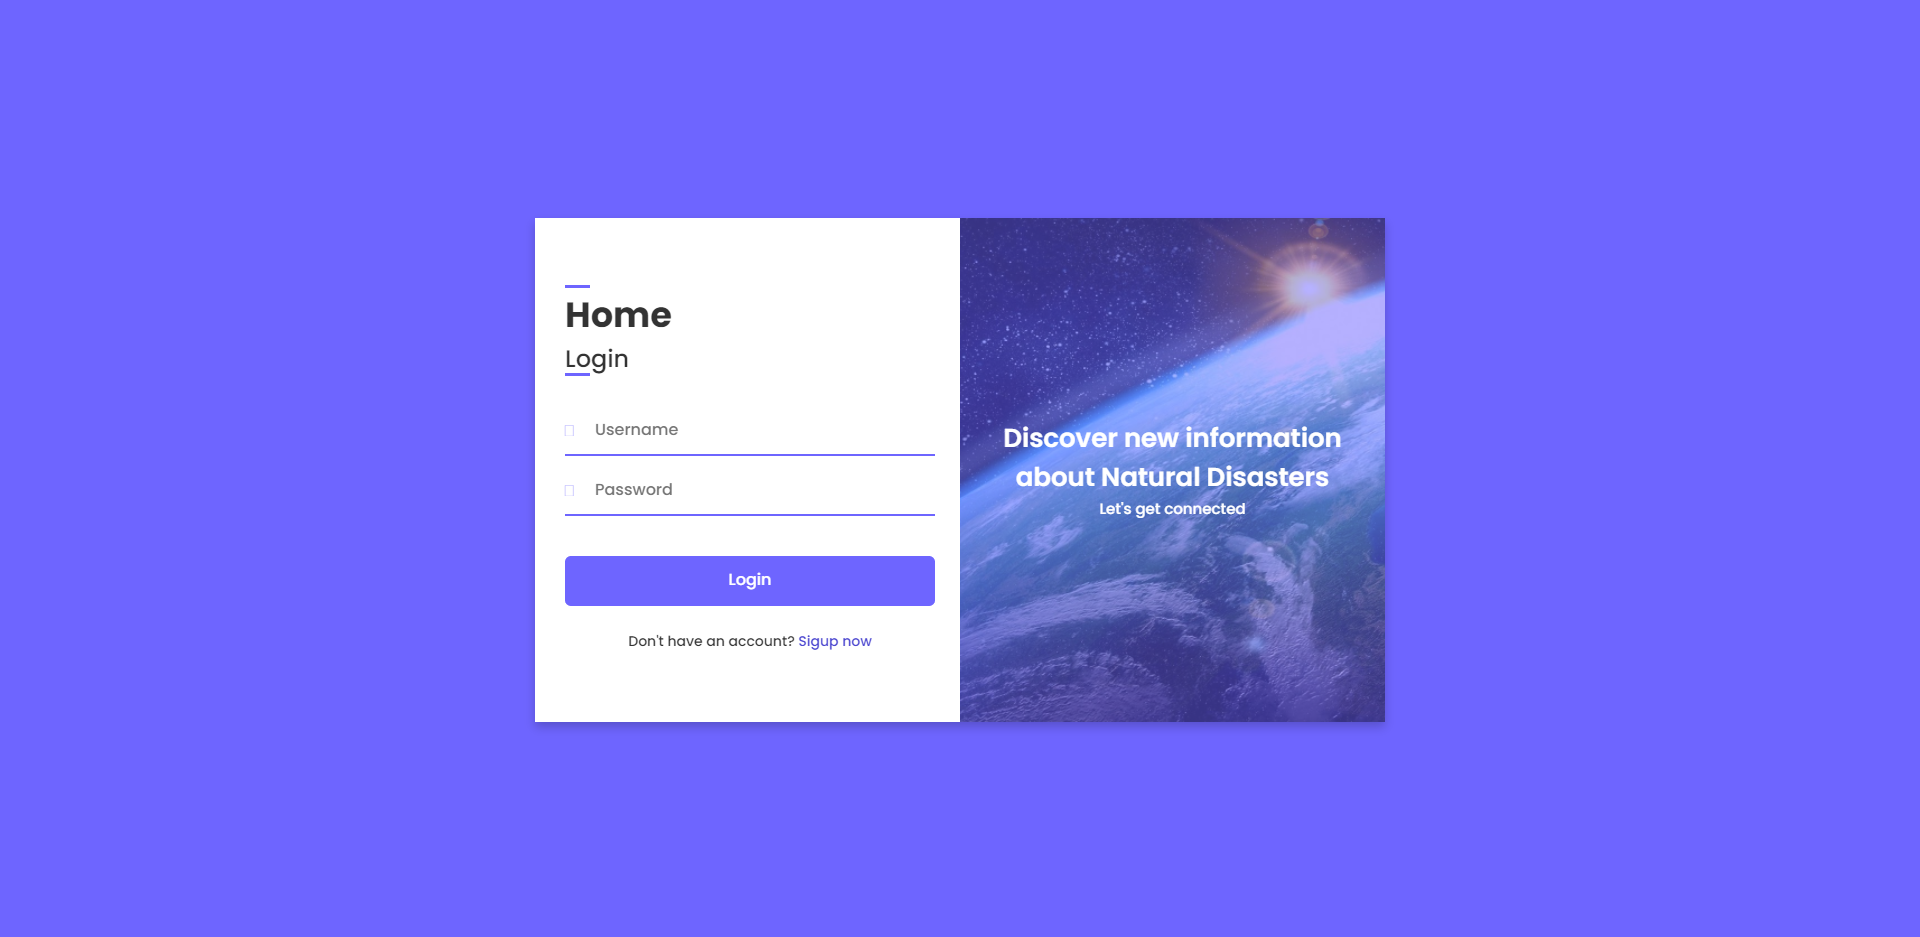 Home
Login
Username
Password
Login
Don't have an account? Sigup now
Discover new information
about Natural Disasters
Let's get connected